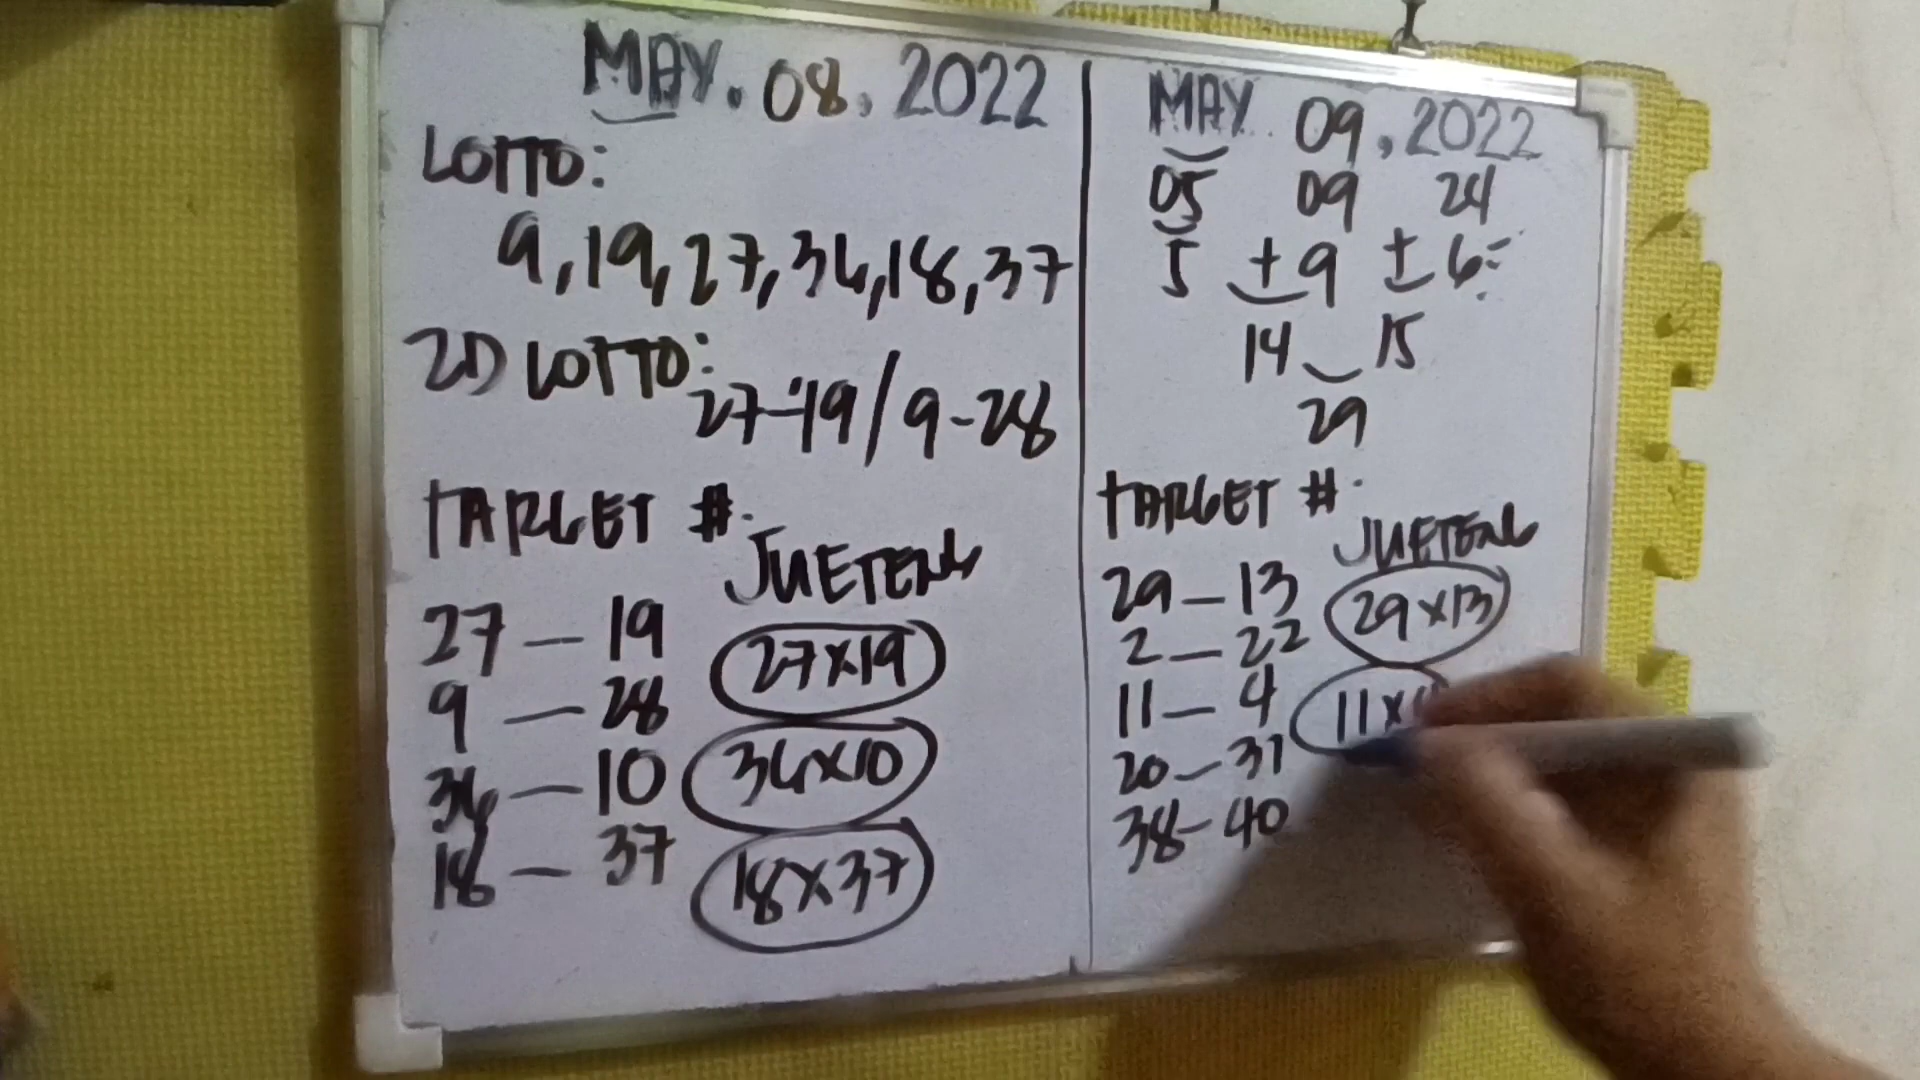 MAY. 08. 2022
LOTTO:
9, 19, 27, 36, 18, 37
2D LOTTO:
27-19/9-28
TARGET #.
JUETENG
27 — 19
27x19
9 — 28
36 — 10
36x10
18 — 37
18x37
MAY. 09, 2022
05 09 24
5 + 9 + 6 =
14 15
29
TARGET #.
JUETENG
29 — 13
29x13
2 — 22
11 — 4
11x
20 — 31
38 - 40